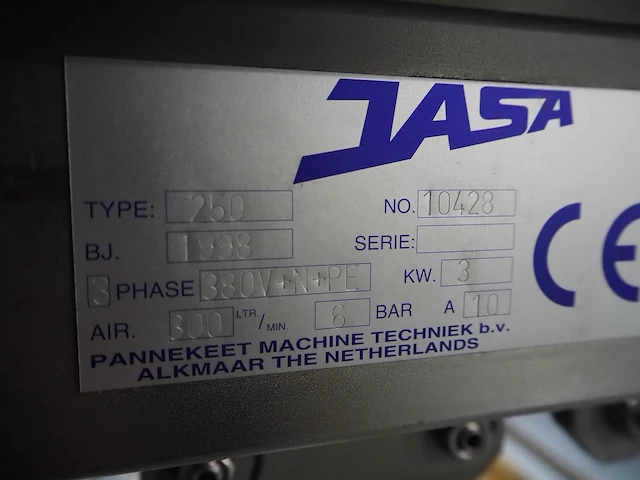 JASA
TYPE: 250 NO. 10428
BJ. 1998 SERIE:
3 PHASE 380V+N+PE KW. 3
AIR. 300 LTR/MIN. 6 BAR A 10
PANNEKEET MACHINE TECHNIEK b.v.
ALKMAAR THE NETHERLANDS
CE